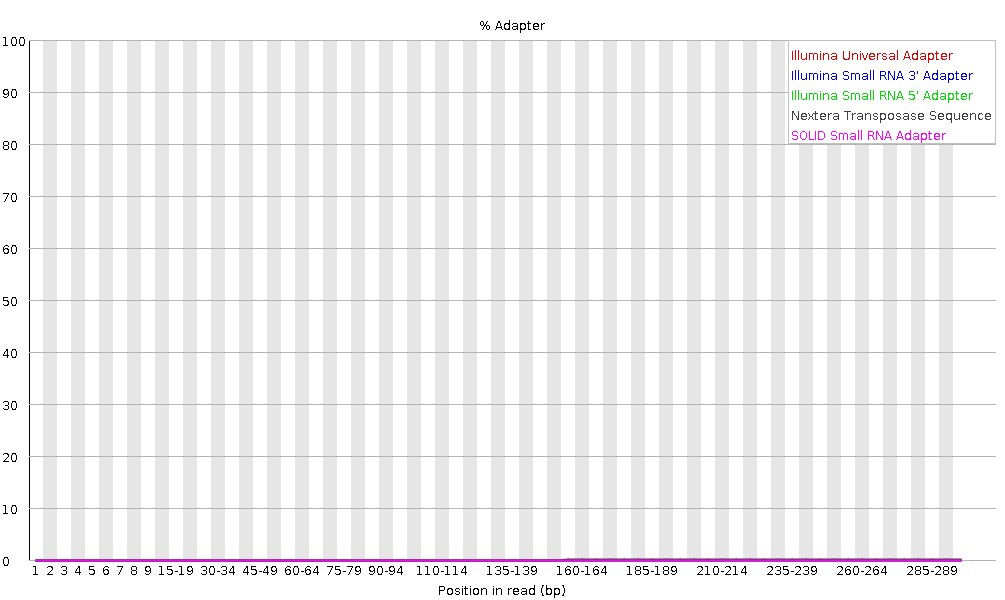 % Adapter
Illumina Universal Adapter
Illumina Small RNA 3' Adapter
Illumina Small RNA 5' Adapter
Nextera Transposase Sequence
SOLID Small RNA Adapter
100
90
80
70
60
50
40
30
20
10
0
1 2 3 4 5 6 7 8 9 15-19 30-34 45-49 60-64 75-79 90-94 110-114 135-139 160-164 185-189 210-214 235-239 260-264 285-289
Position in read (bp)